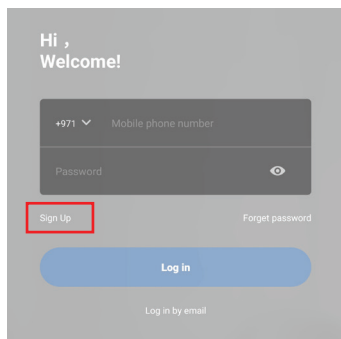 Hi ,
Welcome!
+971 Mobile phone number
Password
Sign Up Forget password
Log in
Log in by email